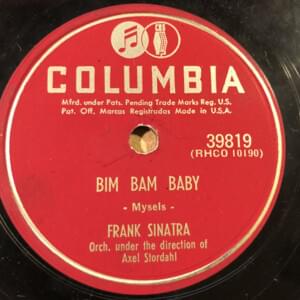 COLUMBIA
Mfrd. under Pats. Pending Trade Marks Reg. U.S.
Pat. Off. Marcas Registradas Made in U.S.A.
39819
(RHCO 10190)
BIM BAM BABY
- Mysels -
FRANK SINATRA
Orch. under the direction of
Axel Stordahl